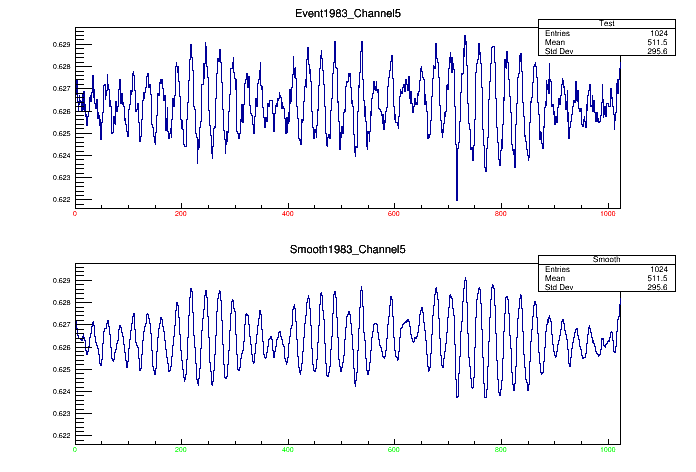 Event1983_Channel5
Test
Entries 1024
Mean 511.5
Std Dev 295.6
0.629
0.628
0.627
0.626
0.625
0.624
0.623
0.622
0 200 400 600 800 1000
Smooth1983_Channel5
Smooth
Entries 1024
Mean 511.5
Std Dev 295.6
0.629
0.628
0.627
0.626
0.625
0.624
0.623
0.622
0 200 400 600 800 1000